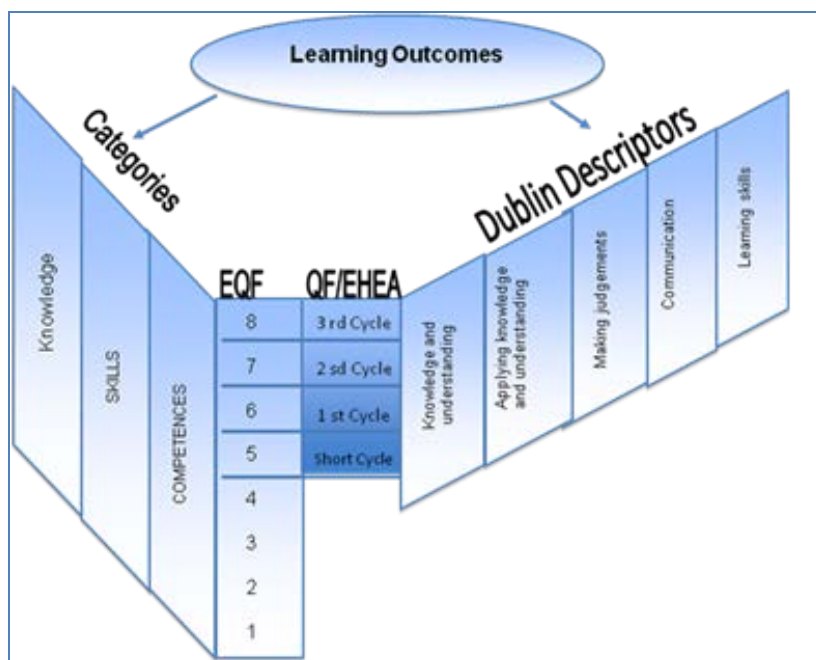 Learning Outcomes
Categories
Dublin Descriptors
Knowledge
SKILLS
COMPETENCES
EQF
QF/EHEA
8
3 rd Cycle
7
2 sd Cycle
6
1 st Cycle
5
Short Cycle
4
3
2
1
Knowledge and
understanding
Applying knowledge
and understanding
Making judgements
Communication
Learning skills